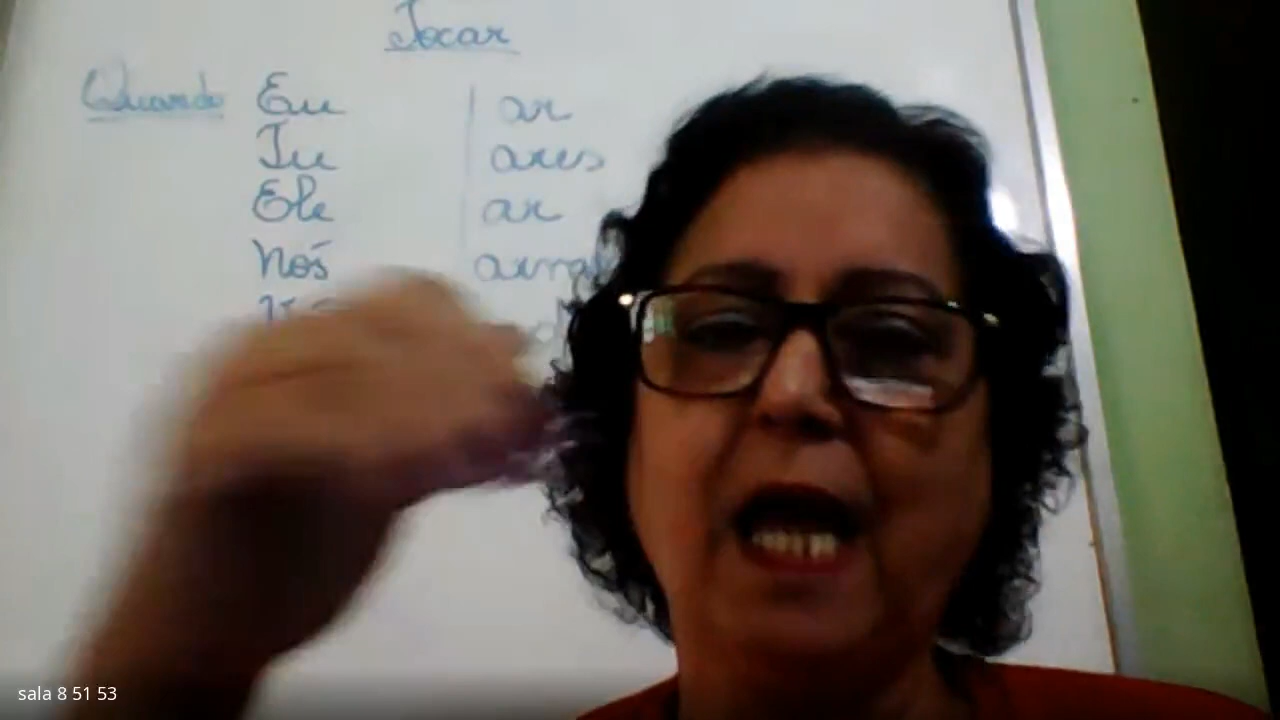 Tocar
Quando Eu ar
Tu ares
Ele ar
Nós
sala 8 51 53